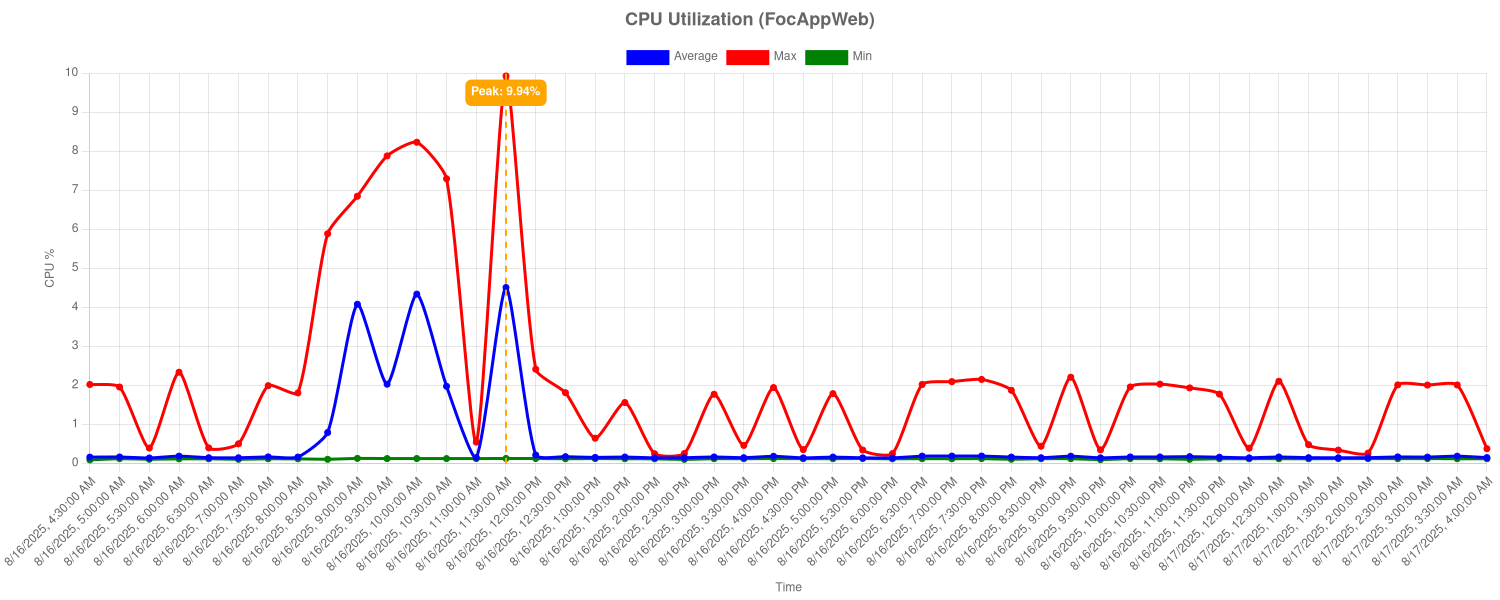 CPU Utilization (FocAppWeb)
Average Max Min
Peak: 9.94%
10
9
8
7
6
5
4
3
2
1
0
CPU %
8/16/2025, 4:30:00 AM
8/16/2025, 5:00:00 AM
8/16/2025, 5:30:00 AM
8/16/2025, 6:00:00 AM
8/16/2025, 6:30:00 AM
8/16/2025, 7:00:00 AM
8/16/2025, 7:30:00 AM
8/16/2025, 8:00:00 AM
8/16/2025, 8:30:00 AM
8/16/2025, 9:00:00 AM
8/16/2025, 9:30:00 AM
8/16/2025, 10:00:00 AM
8/16/2025, 10:30:00 AM
8/16/2025, 11:00:00 AM
8/16/2025, 11:30:00 AM
8/16/2025, 12:00:00 PM
8/16/2025, 12:30:00 PM
8/16/2025, 1:00:00 PM
8/16/2025, 1:30:00 PM
8/16/2025, 2:00:00 PM
8/16/2025, 2:30:00 PM
8/16/2025, 3:00:00 PM
8/16/2025, 3:30:00 PM
8/16/2025, 4:00:00 PM
8/16/2025, 4:30:00 PM
8/16/2025, 5:00:00 PM
8/16/2025, 5:30:00 PM
8/16/2025, 6:00:00 PM
8/16/2025, 6:30:00 PM
8/16/2025, 7:00:00 PM
8/16/2025, 7:30:00 PM
8/16/2025, 8:00:00 PM
8/16/2025, 8:30:00 PM
8/16/2025, 9:00:00 PM
8/16/2025, 9:30:00 PM
8/16/2025, 10:00:00 PM
8/16/2025, 10:30:00 PM
8/16/2025, 11:00:00 PM
8/16/2025, 11:30:00 PM
8/17/2025, 12:00:00 AM
8/17/2025, 12:30:00 AM
8/17/2025, 1:00:00 AM
8/17/2025, 1:30:00 AM
8/17/2025, 2:00:00 AM
8/17/2025, 2:30:00 AM
8/17/2025, 3:00:00 AM
8/17/2025, 3:30:00 AM
8/17/2025, 4:00:00 AM
Time